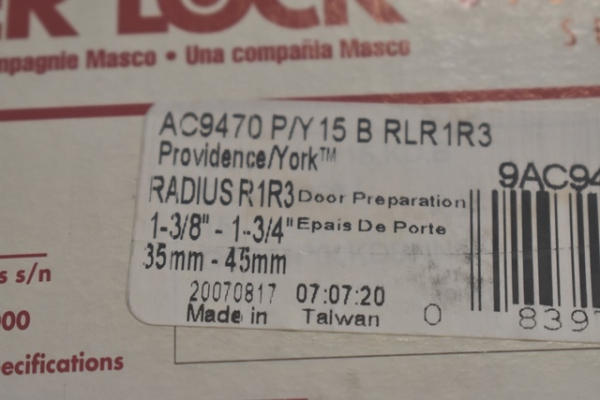 ER LOCK
mpagnie Masco • Una compañia Masco
S E
AC9470 P/Y 15 B RLR1R3
Providence/York™
9AC94
RADIUS R1R3 Door Preparation
1-3/8" - 1-3/4" Epais De Porte
35mm - 45mm
20070817 07:07:20
Made in Taiwan
0 8397
s s/n
000
ecifications